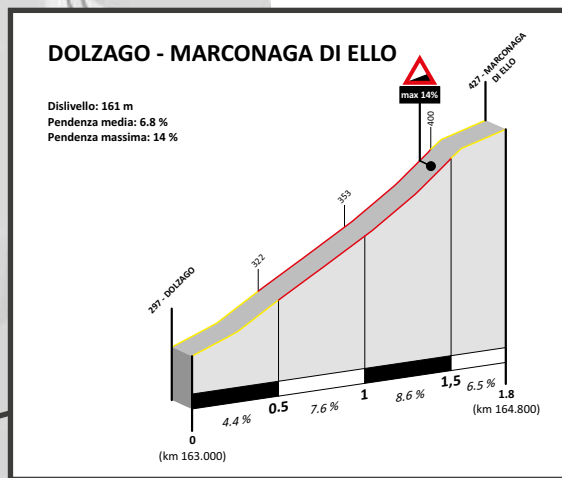 DOLZAGO - MARCONAGA DI ELLO
Dislivello: 161 m
Pendenza media: 6.8 %
Pendenza massima: 14 %
max 14%
427 - MARCONAGA
DI ELLO
400
353
322
297 - DOLZAGO
4.4 %
0.5
7.6 %
1
8.6 %
1,5
6.5 %
1.8
(km 164.800)
0
(km 163.000)